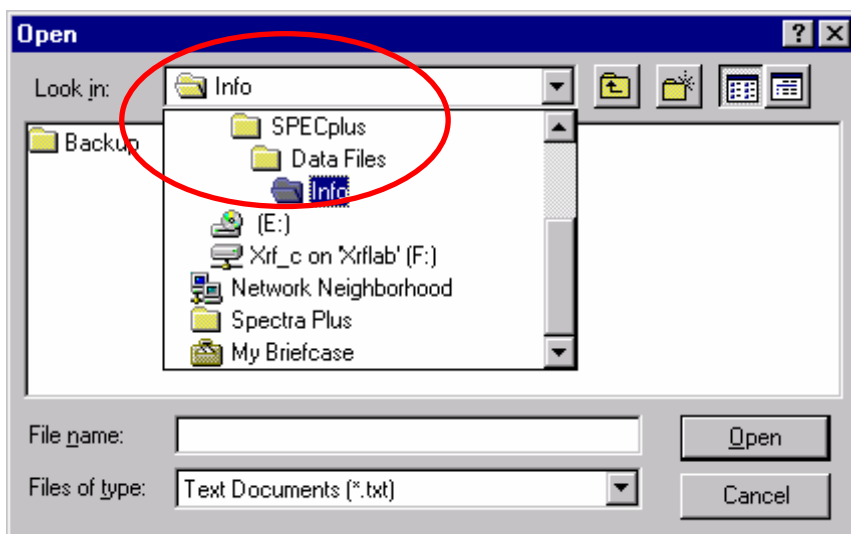 Open
Look in: Info
SPECplus
Backup
Data Files
Info
(E:)
Xrf_c on 'Xrflab' (F:)
Network Neighborhood
Spectra Plus
My Briefcase
File name:
Open
Files of type: Text Documents (*.txt)
Cancel